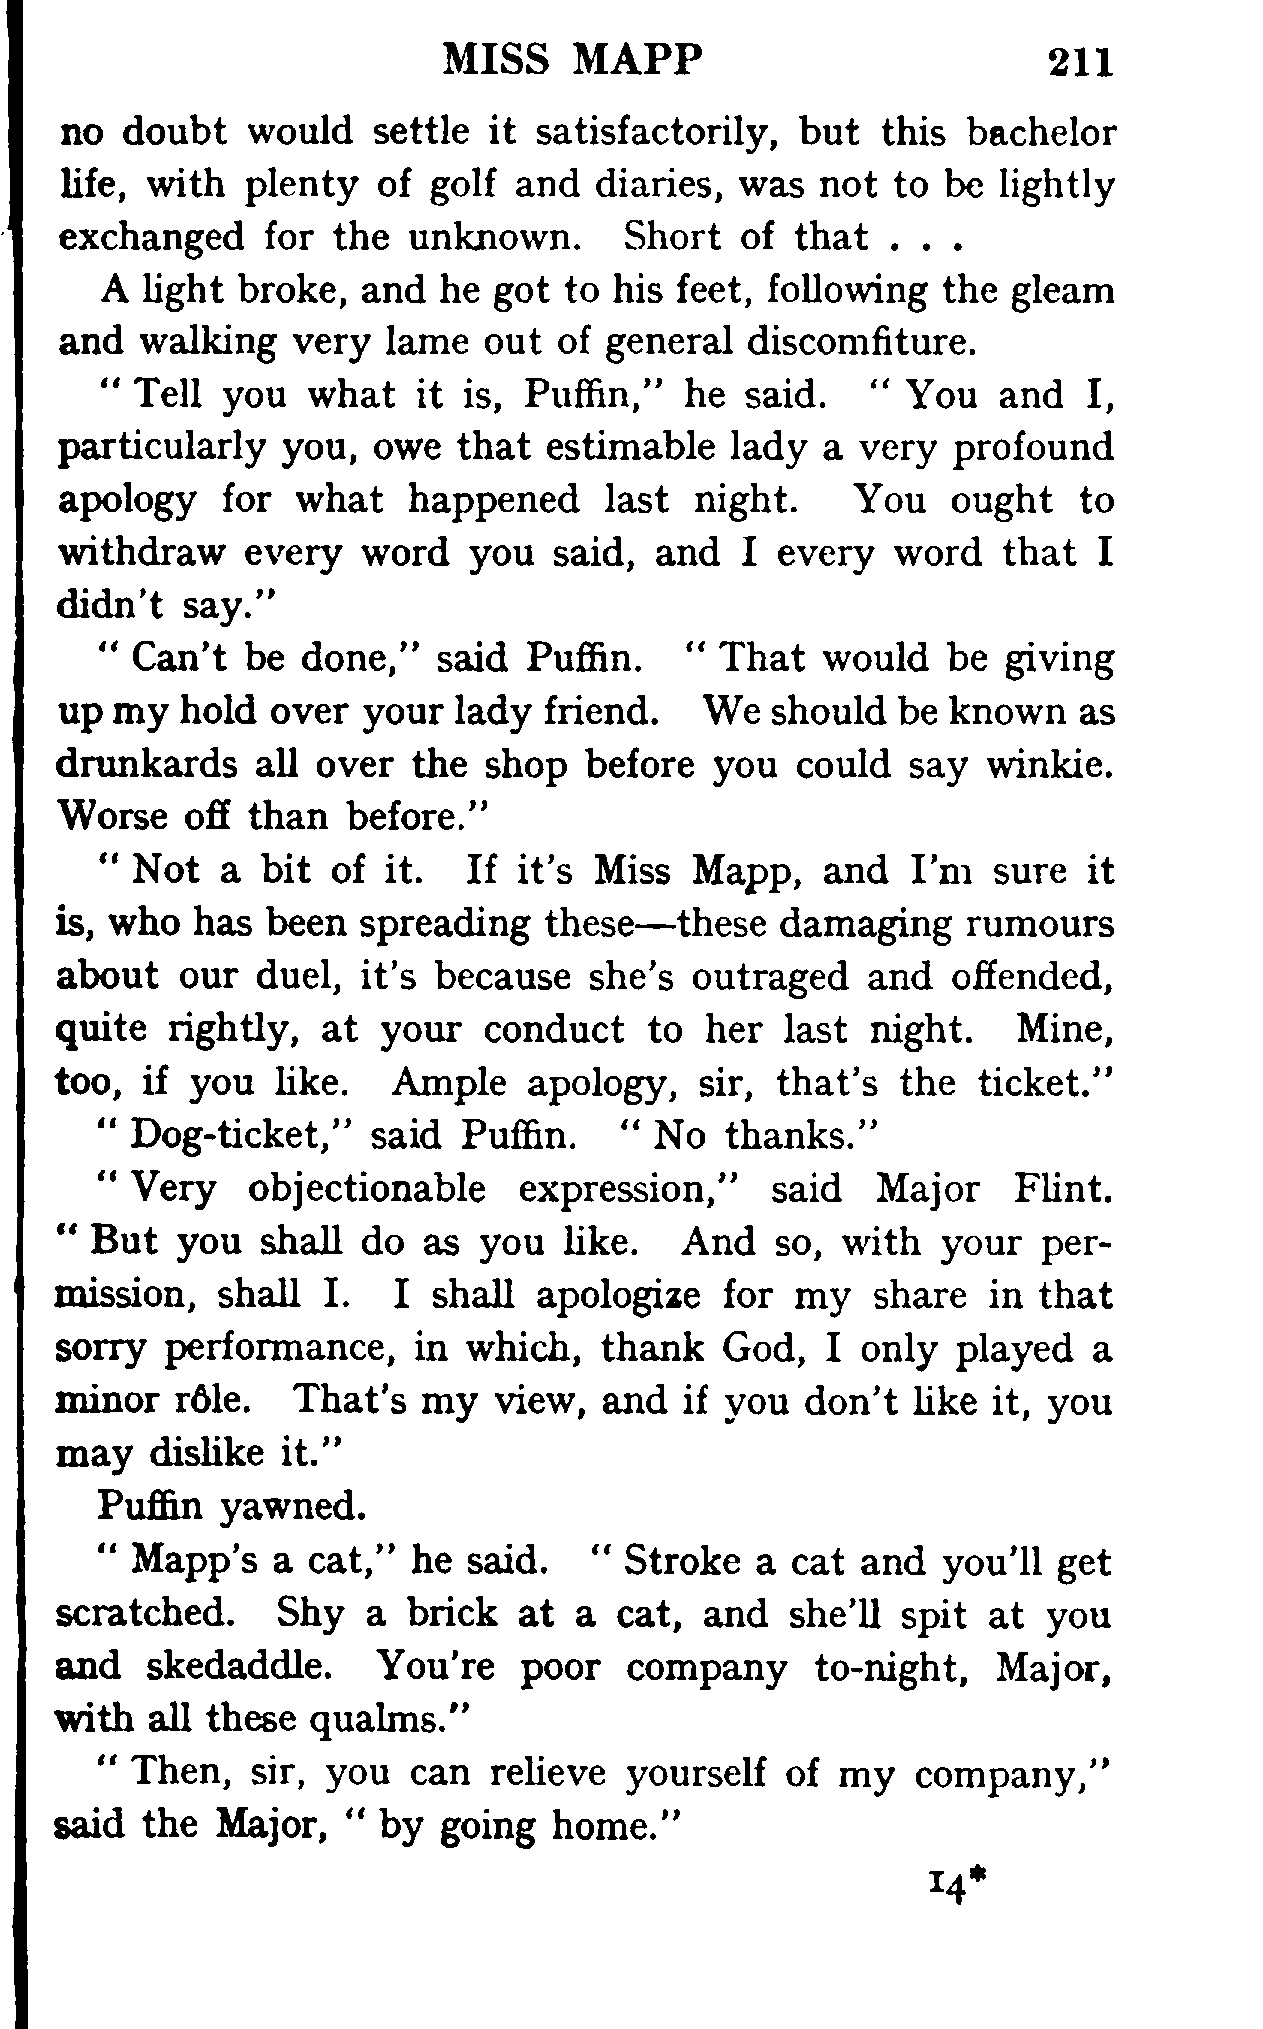 MISS MAPP 211
no doubt would settle it satisfactorily, but this bachelor
life, with plenty of golf and diaries, was not to be lightly
exchanged for the unknown. Short of that . . .
A light broke, and he got to his feet, following the gleam
and walking very lame out of general discomfiture.
“ Tell you what it is, Puffin,” he said. “ You and I,
particularly you, owe that estimable lady a very profound
apology for what happened last night. You ought to
withdraw every word you said, and I every word that I
didn't say.”
“ Can't be done,” said Puffin. “ That would be giving
up my hold over your lady friend. We should be known as
drunkards all over the shop before you could say winkie.
Worse off than before.”
“ Not a bit of it. If it's Miss Mapp, and I'm sure it
is, who has been spreading these—these damaging rumours
about our duel, it's because she's outraged and offended,
quite rightly, at your conduct to her last night. Mine,
too, if you like. Ample apology, sir, that's the ticket.”
“ Dog-ticket,” said Puffin. “ No thanks.”
“ Very objectionable expression,” said Major Flint.
“ But you shall do as you like. And so, with your per-
mission, shall I. I shall apologize for my share in that
sorry performance, in which, thank God, I only played a
minor rôle. That's my view, and if you don't like it, you
may dislike it.”
Puffin yawned.
“ Mapp's a cat,” he said. “ Stroke a cat and you'll get
scratched. Shy a brick at a cat, and she'll spit at you
and skedaddle. You're poor company to-night, Major,
with all these qualms.”
“ Then, sir, you can relieve yourself of my company,”
said the Major, “ by going home.”
14*